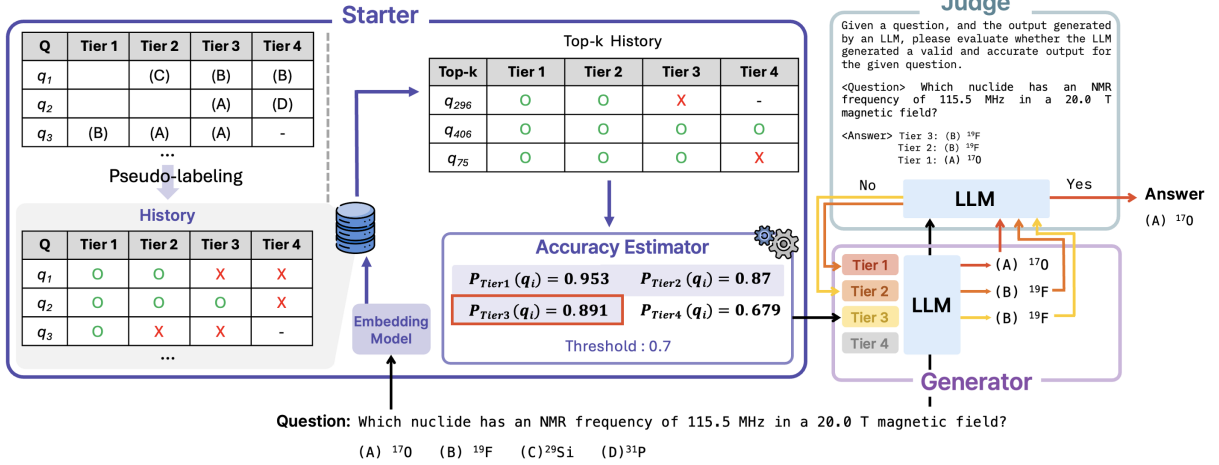 Starter
Q Tier 1 Tier 2 Tier 3 Tier 4
q1 (C) (B) (B)
q2 (A) (D)
q3 (B) (A) (A) -
...
Pseudo-labeling
History
Q Tier 1 Tier 2 Tier 3 Tier 4
q1 O O X X
q2 O O O X
q3 O X X -
...
Embedding
Model
Top-k History
Top-k Tier 1 Tier 2 Tier 3 Tier 4
q296 O O X -
q406 O O O O
q75 O O O X
Accuracy Estimator
PTier1 (qi) = 0.953 PTier2 (qi) = 0.87
PTier3 (qi) = 0.891 PTier4 (qi) = 0.679
Threshold : 0.7
Judge
Given a question, and the output generated
by an LLM, please evaluate whether the LLM
generated a valid and accurate output for
the given question.
<Question> Which nuclide has an NMR
frequency of 115.5 MHz in a 20.0 T
magnetic field?
<Answer> Tier 3: (B) ¹⁹F
Tier 2: (B) ¹⁹F
Tier 1: (A) ¹⁷O
No
LLM
Yes
Answer
(A) ¹⁷O
Tier 1
Tier 2
Tier 3
Tier 4
LLM
(A) ¹⁷O
(B) ¹⁹F
(B) ¹⁹F
Generator
Question: Which nuclide has an NMR frequency of 115.5 MHz in a 20.0 T magnetic field?
(A) ¹⁷O (B) ¹⁹F (C)²⁹Si (D)³¹P